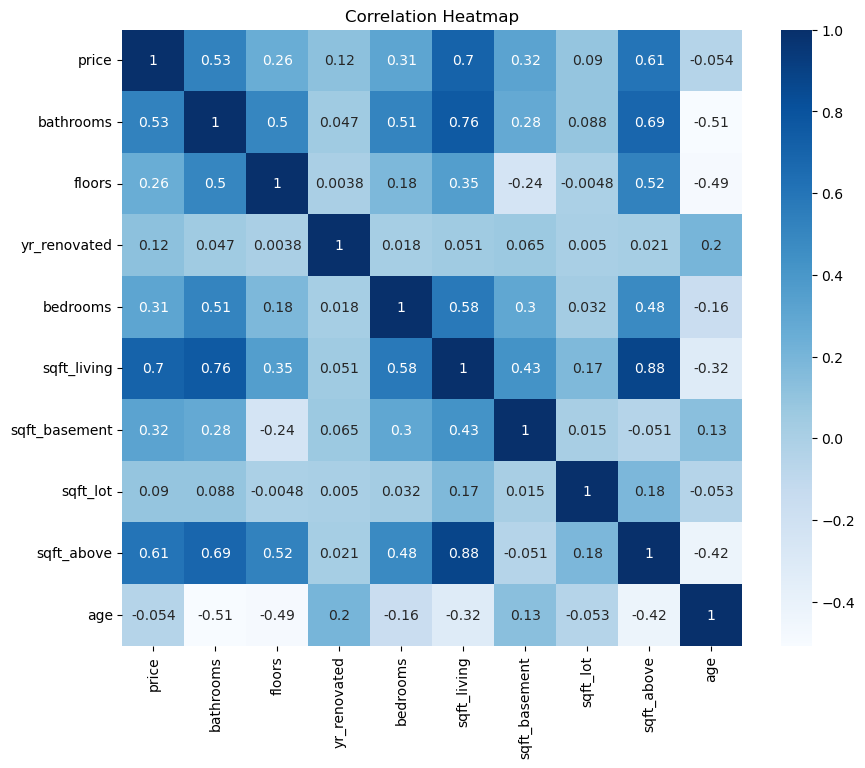 Correlation Heatmap
price 1 0.53 0.26 0.12 0.31 0.7 0.32 0.09 0.61 -0.054
bathrooms 0.53 1 0.5 0.047 0.51 0.76 0.28 0.088 0.69 -0.51
floors 0.26 0.5 1 0.0038 0.18 0.35 -0.24 -0.0048 0.52 -0.49
yr_renovated 0.12 0.047 0.0038 1 0.018 0.051 0.065 0.005 0.021 0.2
bedrooms 0.31 0.51 0.18 0.018 1 0.58 0.3 0.032 0.48 -0.16
sqft_living 0.7 0.76 0.35 0.051 0.58 1 0.43 0.17 0.88 -0.32
sqft_basement 0.32 0.28 -0.24 0.065 0.3 0.43 1 0.015 -0.051 0.13
sqft_lot 0.09 0.088 -0.0048 0.005 0.032 0.17 0.015 1 0.18 -0.053
sqft_above 0.61 0.69 0.52 0.021 0.48 0.88 -0.051 0.18 1 -0.42
age -0.054 -0.51 -0.49 0.2 -0.16 -0.32 0.13 -0.053 -0.42 1
price bathrooms floors yr_renovated bedrooms sqft_living sqft_basement sqft_lot sqft_above age
1.0
0.8
0.6
0.4
0.2
0.0
−0.2
−0.4